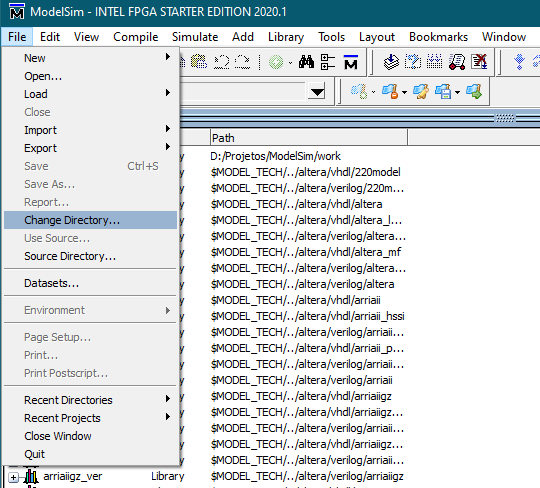 ModelSim - INTEL FPGA STARTER EDITION 2020.1
File Edit View Compile Simulate Add Library Tools Layout Bookmarks Window
New
Open...
Load
Close
Import
Export
Save Ctrl+S
Save As...
Report...
Change Directory...
Use Source...
Source Directory...
Datasets...
Environment
Page Setup...
Print...
Print Postscript...
Recent Directories
Recent Projects
Close Window
Quit
Path
D:/Projetos/ModelSim/work
$MODEL_TECH/../altera/vhdl/220model
$MODEL_TECH/../altera/verilog/220m...
$MODEL_TECH/../altera/vhdl/altera
$MODEL_TECH/../altera/vhdl/altera_l...
$MODEL_TECH/../altera/verilog/altera...
$MODEL_TECH/../altera/vhdl/altera_mf
$MODEL_TECH/../altera/verilog/altera...
$MODEL_TECH/../altera/verilog/altera
$MODEL_TECH/../altera/vhdl/arriaii
$MODEL_TECH/../altera/vhdl/arriaii_hssi
$MODEL_TECH/../altera/verilog/arriaii...
$MODEL_TECH/../altera/vhdl/arriaii_p...
$MODEL_TECH/../altera/verilog/arriaii...
$MODEL_TECH/../altera/verilog/arriaii
$MODEL_TECH/../altera/vhdl/arriaiigz
$MODEL_TECH/../altera/vhdl/arriaiigz...
$MODEL_TECH/../altera/verilog/arriaii...
$MODEL_TECH/../altera/vhdl/arriaiigz...
$MODEL_TECH/../altera/verilog/arriaii...
arriaiigz_ver Library $MODEL_TECH/../altera/verilog/arriaiigz